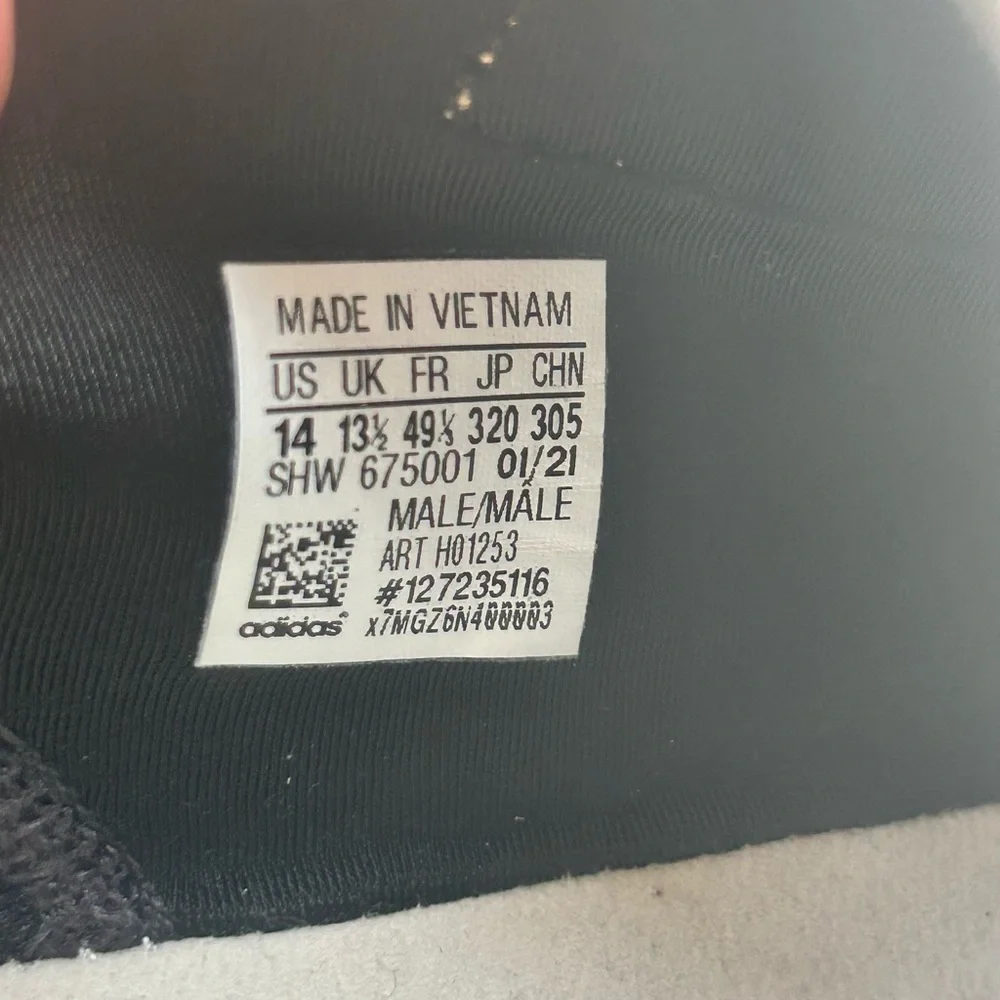 MADE IN VIETNAM
US UK FR JP CHN
14 13½ 49⅓ 320 305
SHW 675001 01/21
MALE/MÂLE
ART H01253
#127235116
adidas x7MGZ6N400003